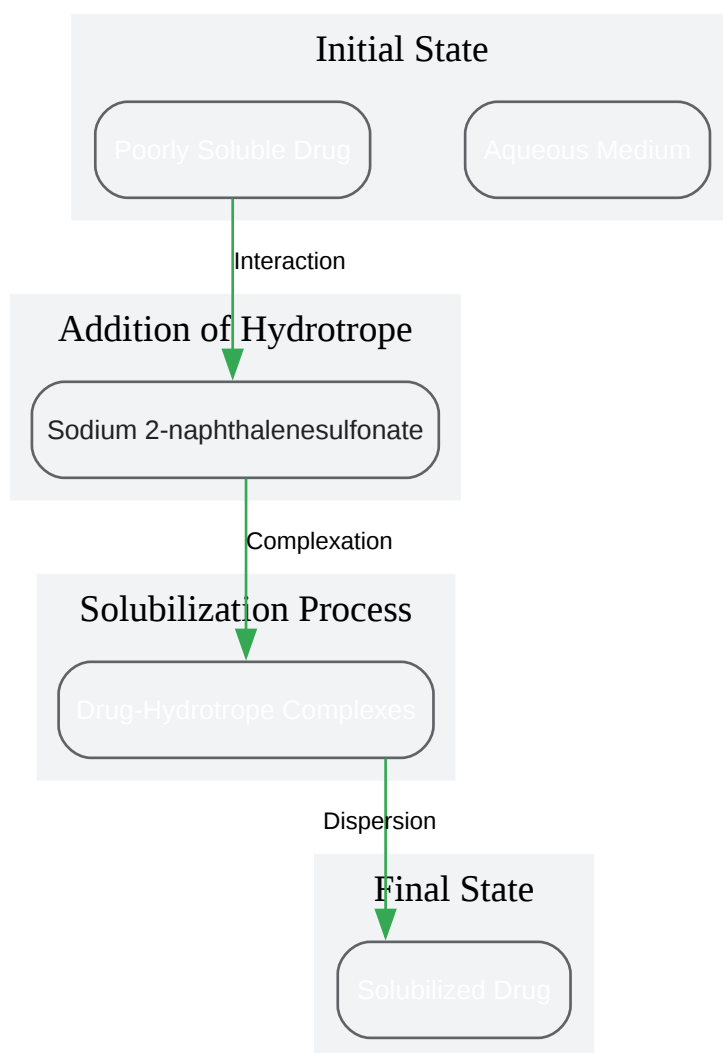 Initial State
Poorly Soluble Drug
Aqueous Medium
Interaction
Addition of Hydrotrope
Sodium 2-naphthalenesulfonate
Complexation
Solubilization Process
Drug-Hydrotrope Complexes
Dispersion
Final State
Solubilized Drug